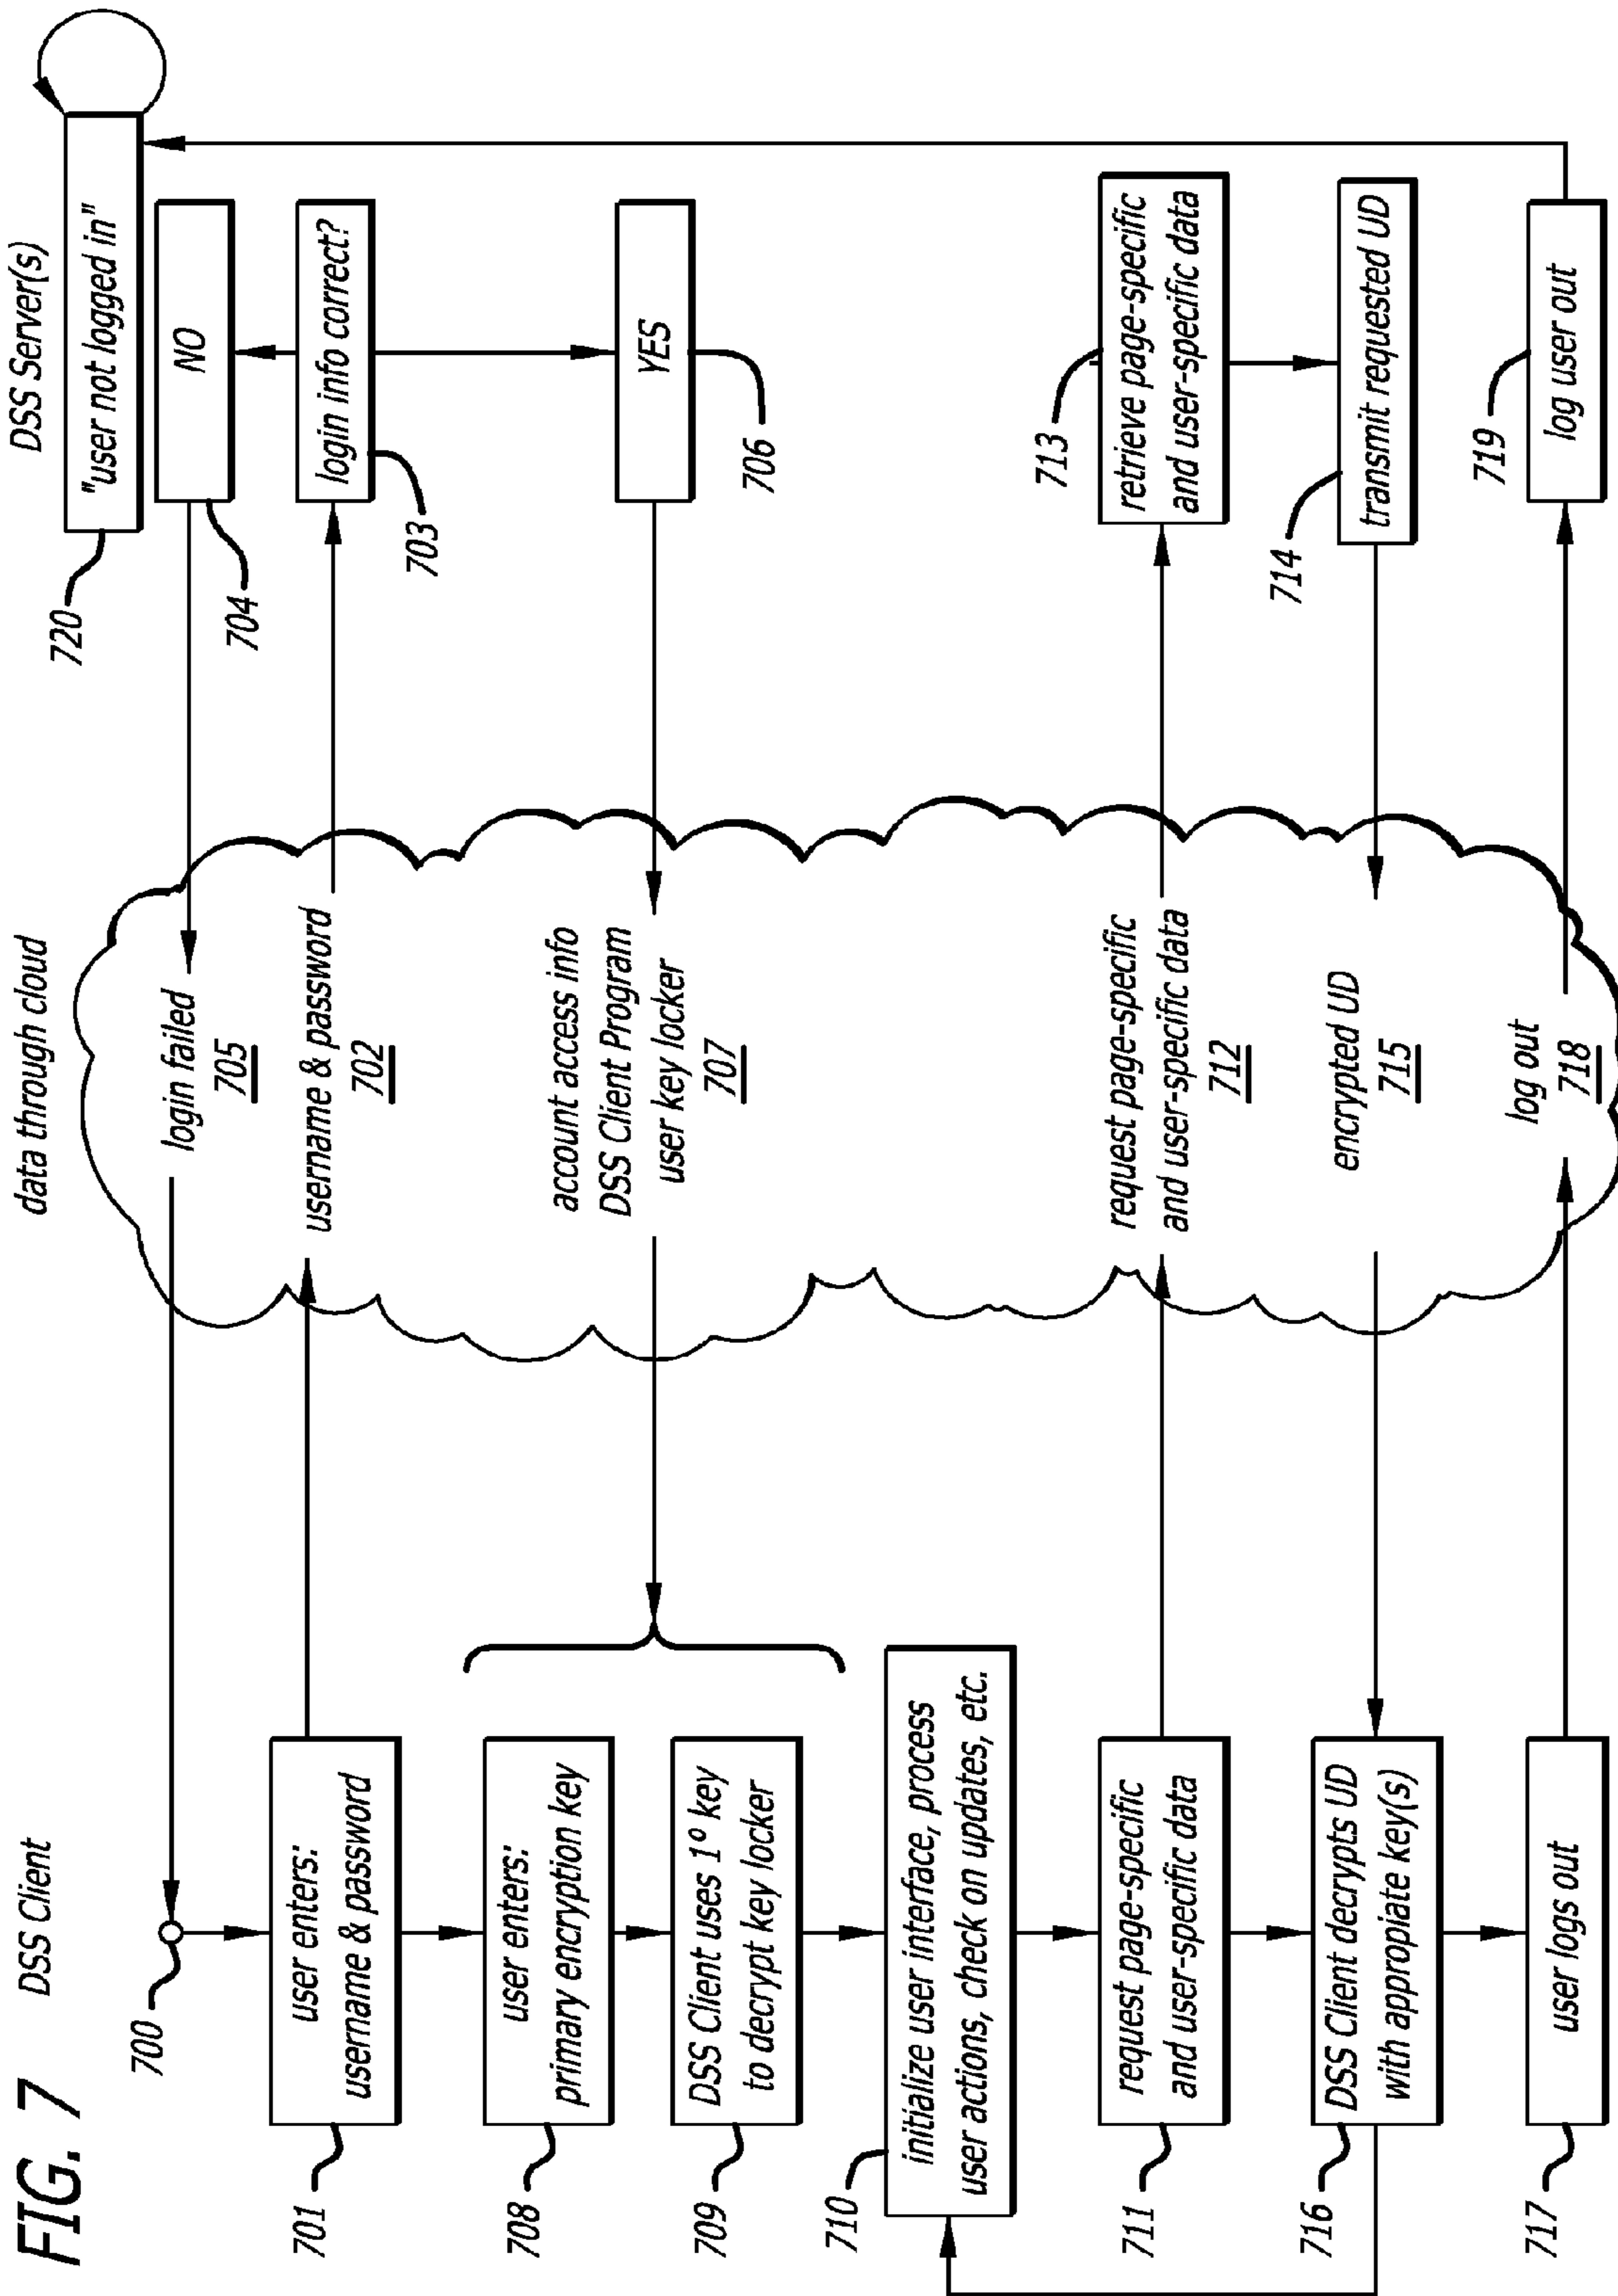 FIG. 7
DSS Client
data through cloud
DSS Server(s)
720
"user not logged in"
700
login failed
705
704
NO
701
user enters:
username & password
username & password
702
703
login info correct?
708
user enters:
primary encryption key
709
DSS Client uses 1º key
to decrypt key locker
account access info
DSS Client Program
user key locker
707
YES
706
710
initialize user interface, process
user actions, check on updates, etc.
711
request page-specific
and user-specific data
request page-specific
and user-specific data
712
713
retrieve page-specific
and user-specific data
714
transmit requested UD
encrypted UD
715
716
DSS Client decrypts UD
with appropiate key(s)
717
user logs out
log out
718
719
log user out